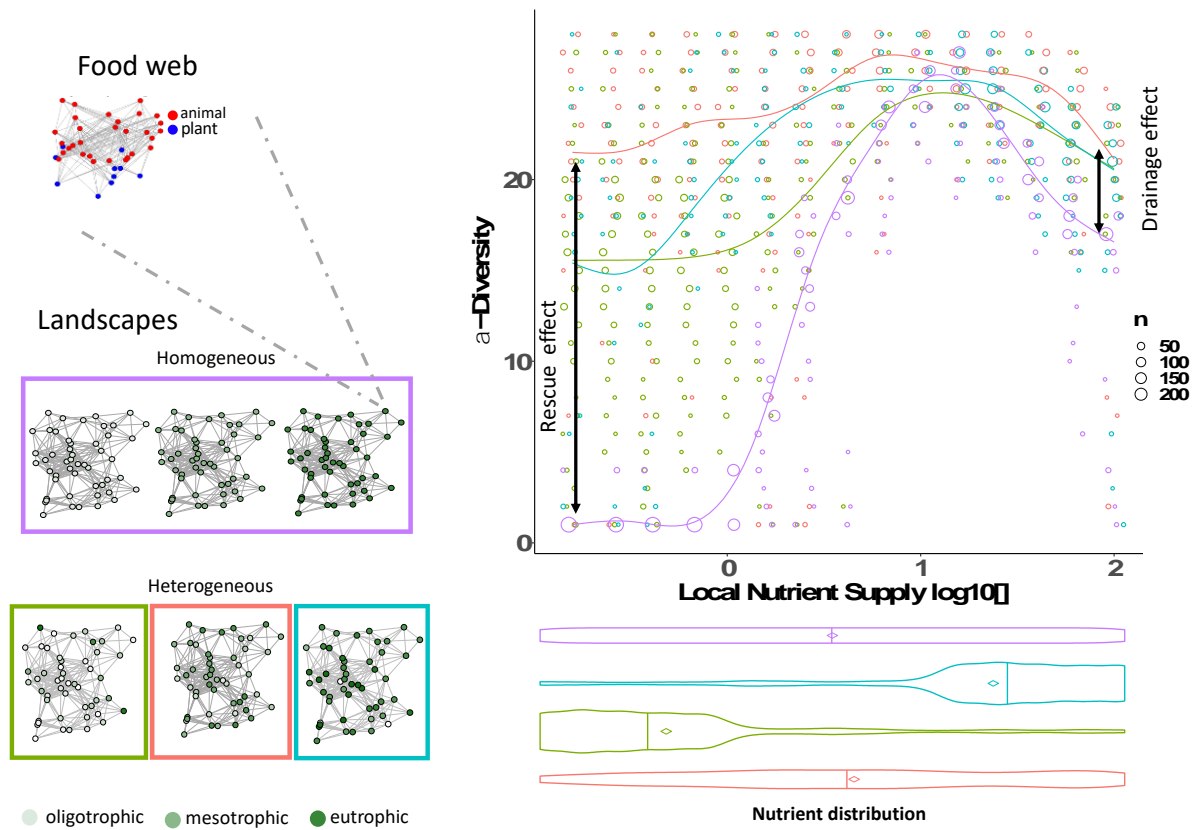 Food web
animal
plant
Landscapes
Homogeneous
Heterogeneous
oligotrophic
mesotrophic
eutrophic
a–Diversity
20
10
0
Rescue effect
Drainage effect
n
50
100
150
200
0
1
2
Local Nutrient Supply log10[]
Nutrient distribution